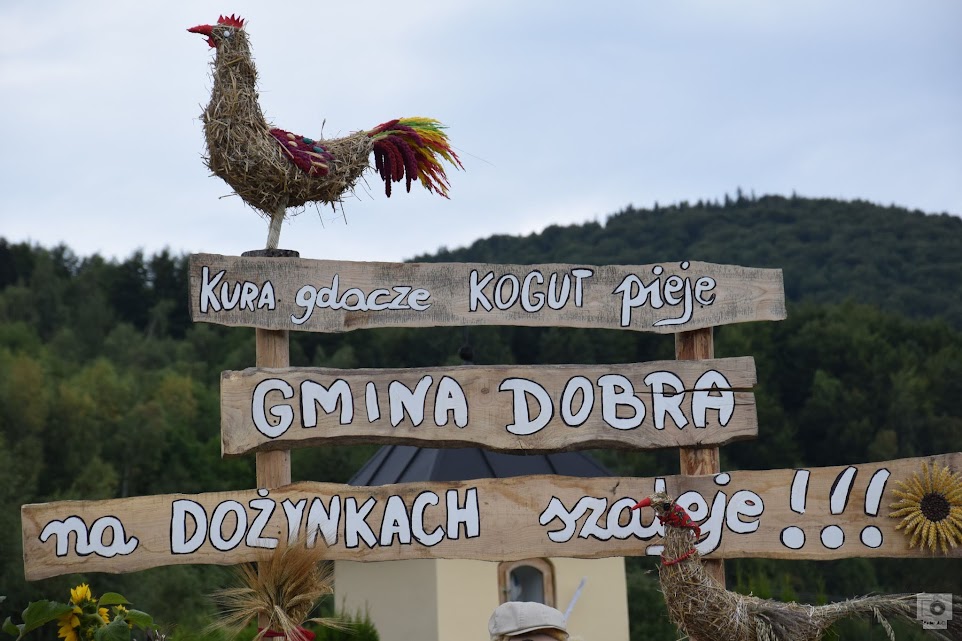 KURA gdacze KOGUT pieje
GMINA DOBRA
na DOŻYNKACH szaleje !!!